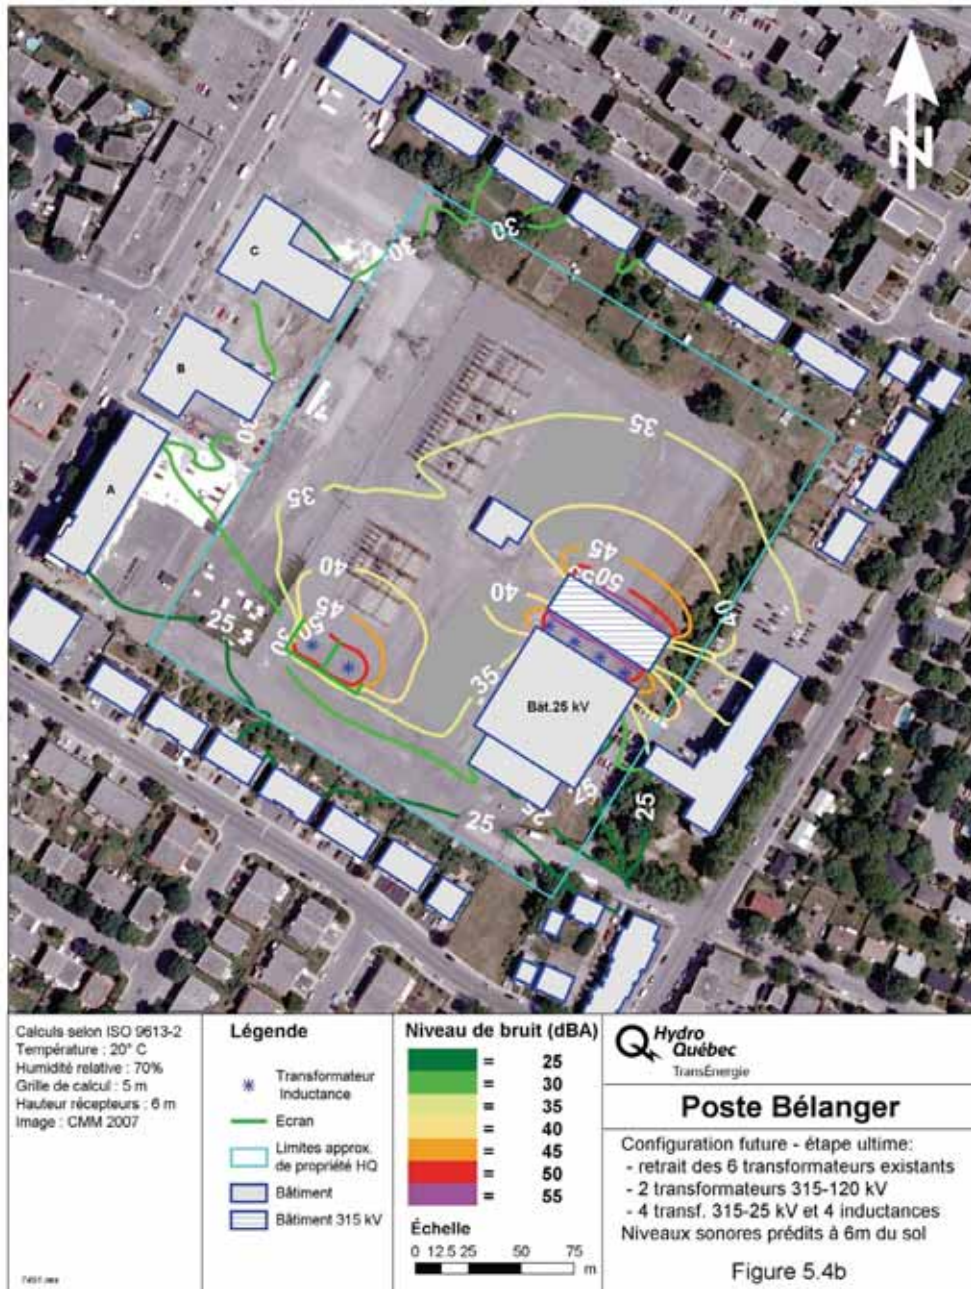 N
30
30
C
B
30
A
35
35
40
45
50
40
45
50
55
40
30
25
35
Bât.25 kV
25
25
25
25
Calculs selon ISO 9613-2
Température : 20° C
Humidité relative : 70%
Grille de calcul : 5 m
Hauteur récepteurs : 6 m
Image : CMM 2007
Légende
Transformateur
Inductance
Ecran
Limites approx.
de propriété HQ
Bâtiment
Bâtiment 315 kV
Niveau de bruit (dBA)
= 25
= 30
= 35
= 40
= 45
= 50
= 55
Échelle
0 12.5 25 50 75
m
Hydro
Québec
TransÉnergie
Poste Bélanger
Configuration future - étape ultime:
- retrait des 6 transformateurs existants
- 2 transformateurs 315-120 kV
- 4 transf. 315-25 kV et 4 inductances
Niveaux sonores prédits à 6m du sol
Figure 5.4b